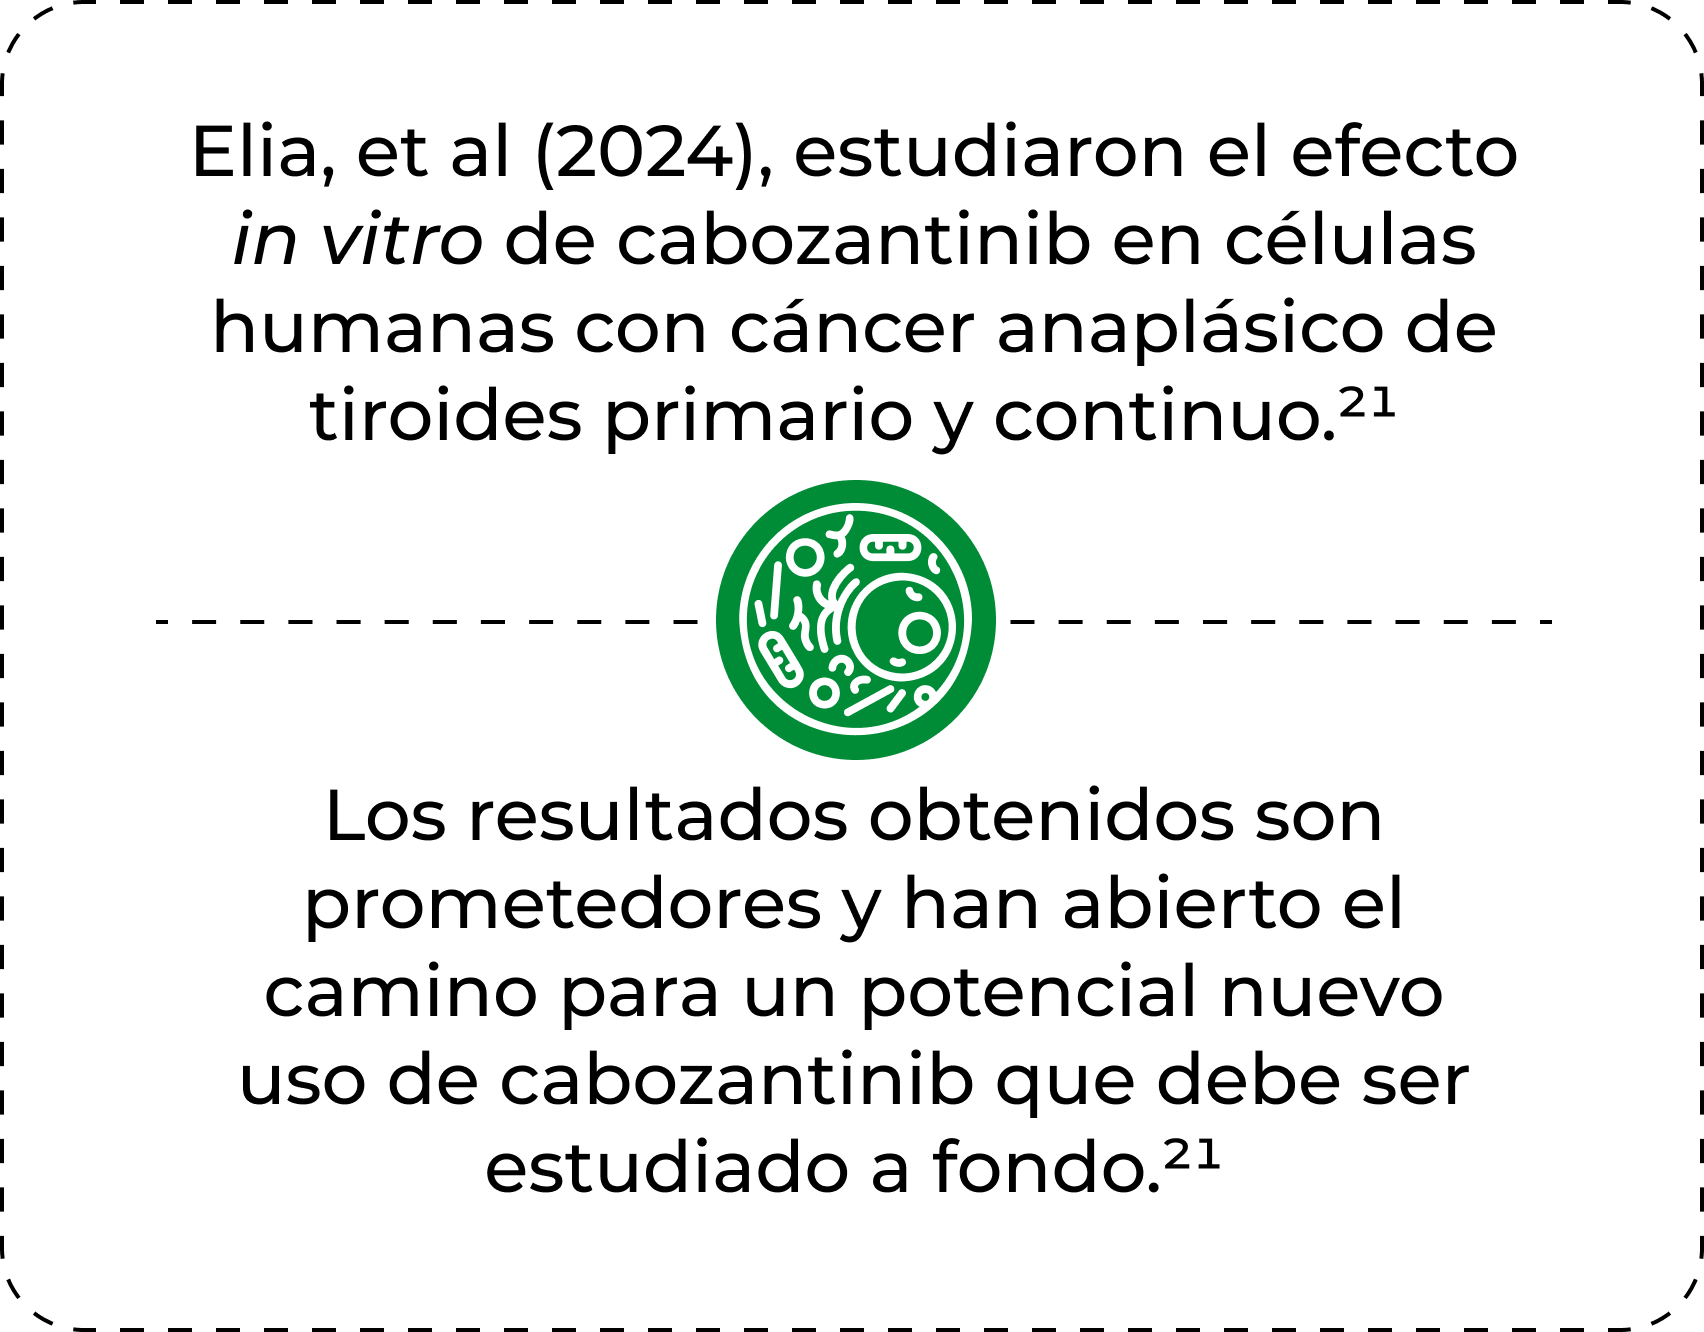 Elia, et al (2024), estudiaron el efecto
in vitro de cabozantinib en células
humanas con cáncer anaplásico de
tiroides primario y continuo.²¹
Los resultados obtenidos son
prometedores y han abierto el
camino para un potencial nuevo
uso de cabozantinib que debe ser
estudiado a fondo.²¹